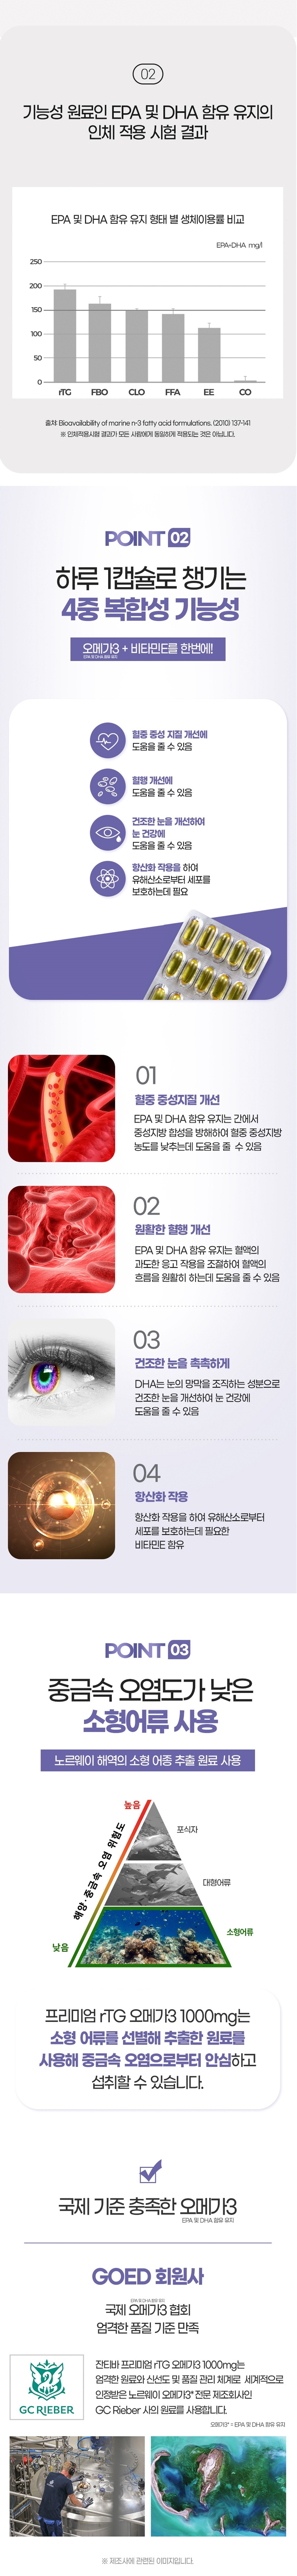 02
기능성 원료인 EPA 및 DHA 함유 유지의
인체 적용 시험 결과
EPA 및 DHA 함유 유지 형태 별 생체이용률 비교
EPA+DHA mg/l
250
200
150
100
50
0
rTG FBO CLO FFA EE CO
출처: Bioavailability of marine n-3 fatty acid formulations. (2010) 137-141
※ 인체적용시험 결과가 모든 사람에게 동일하게 적용되는 것은 아닙니다.
POINT 02
하루 1캡슐로 챙기는
4중 복합성 기능성
오메가3 + 비타민E를 한번에!
EPA 및 DHA 함유 유지
혈중 중성 지질 개선에
도움을 줄 수 있음
혈행 개선에
도움을 줄 수 있음
건조한 눈을 개선하여
눈 건강에
도움을 줄 수 있음
항산화 작용을 하여
유해산소로부터 세포를
보호하는데 필요
01
혈중 중성지질 개선
EPA 및 DHA 함유 유지는 간에서
중성지방 합성을 방해하여 혈중 중성지방
농도를 낮추는데 도움을 줄 수 있음
02
원활한 혈행 개선
EPA 및 DHA 함유 유지는 혈액의
과도한 응고 작용을 조절하여 혈액의
흐름을 원활히 하는데 도움을 줄 수 있음
03
건조한 눈을 촉촉하게
DHA는 눈의 망막을 조직하는 성분으로
건조한 눈을 개선하여 눈 건강에
도움을 줄 수 있음
04
항산화 작용
항산화 작용을 하여 유해산소로부터
세포를 보호하는데 필요한
비타민E 함유
POINT 03
중금속 오염도가 낮은
소형어류 사용
노르웨이 해역의 소형 어종 추출 원료 사용
높음
해양·중금속 오염 위험도
포식자
대형어류
소형어류
낮음
프리미엄 rTG 오메가3 1000mg는
소형 어류를 선별해 추출한 원료를
사용해 중금속 오염으로부터 안심하고
섭취할 수 있습니다.
국제 기준 충족한 오메가3
EPA 및 DHA 함유 유지
GOED 회원사
EPA 및 DHA 함유 유지
국제 오메가3 협회
엄격한 품질 기준 만족
GC RIEBER
잔티바 프리미엄 rTG 오메가3 1000mg는
엄격한 원료와 신선도 및 품질 관리 체계로 세계적으로
인정받은 노르웨이 오메가3* 전문 제조회사인
GC Rieber 사의 원료를 사용합니다.
오메가3* = EPA 및 DHA 함유 유지
※ 제조사에 관련된 이미지입니다.